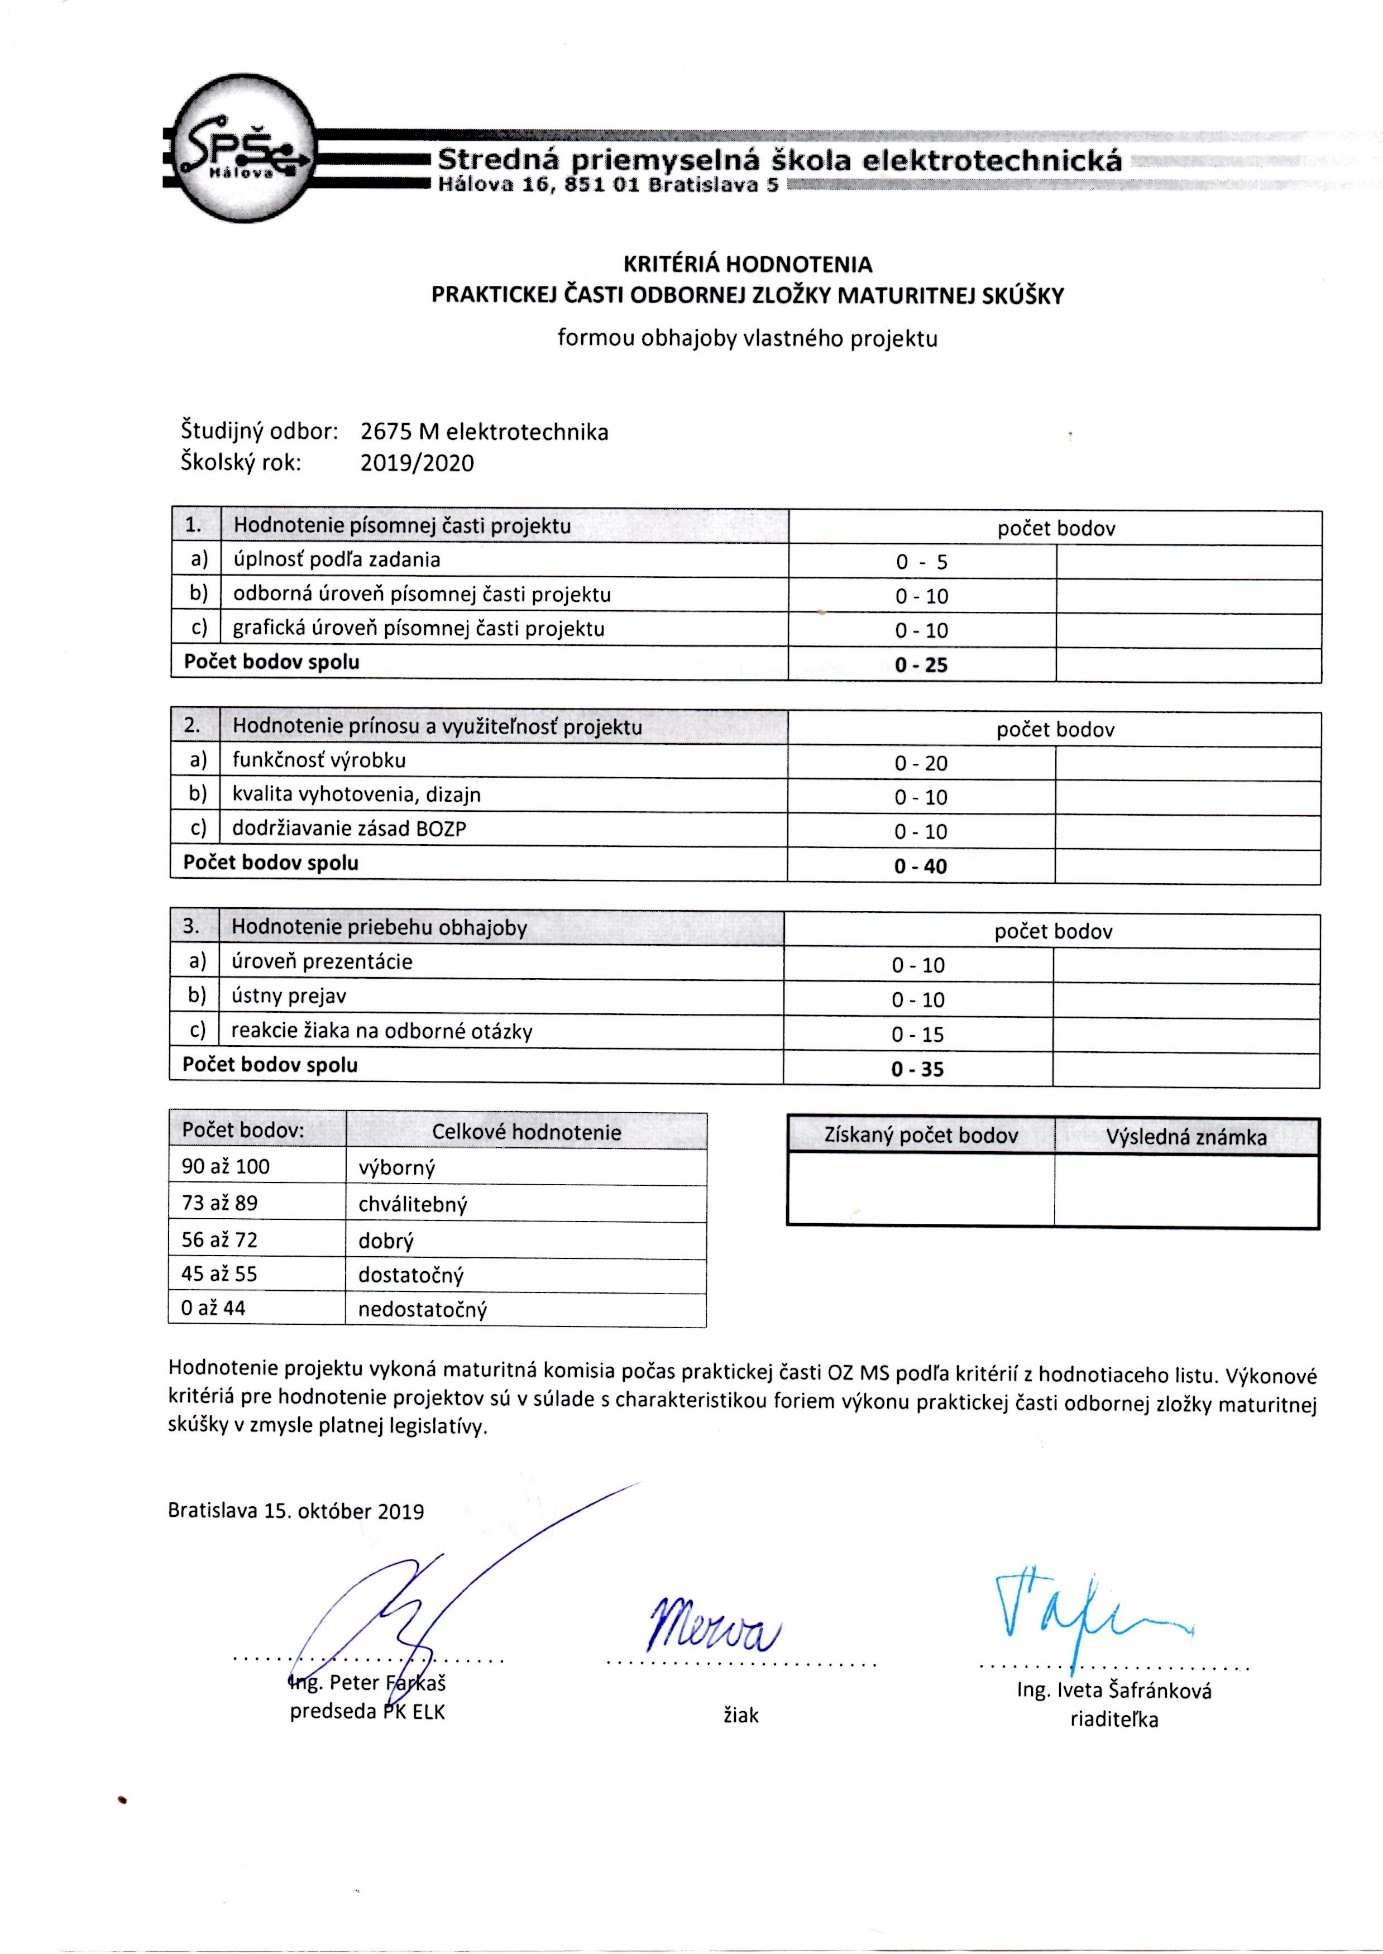 SPŠe
Hálova
Stredná priemyselná škola elektrotechnická
Hálova 16, 851 01 Bratislava 5
KRITÉRIÁ HODNOTENIA
PRAKTICKEJ ČASTI ODBORNEJ ZLOŽKY MATURITNEJ SKÚŠKY
formou obhajoby vlastného projektu
Študijný odbor: 2675 M elektrotechnika
Školský rok: 2019/2020
1. Hodnotenie písomnej časti projektu počet bodov
a) úplnosť podľa zadania 0 - 5
b) odborná úroveň písomnej časti projektu 0 - 10
c) grafická úroveň písomnej časti projektu 0 - 10
Počet bodov spolu 0 - 25
2. Hodnotenie prínosu a využiteľnosť projektu počet bodov
a) funkčnosť výrobku 0 - 20
b) kvalita vyhotovenia, dizajn 0 - 10
c) dodržiavanie zásad BOZP 0 - 10
Počet bodov spolu 0 - 40
3. Hodnotenie priebehu obhajoby počet bodov
a) úroveň prezentácie 0 - 10
b) ústny prejav 0 - 10
c) reakcie žiaka na odborné otázky 0 - 15
Počet bodov spolu 0 - 35
Počet bodov: Celkové hodnotenie
90 až 100 výborný
73 až 89 chválitebný
56 až 72 dobrý
45 až 55 dostatočný
0 až 44 nedostatočný
Získaný počet bodov Výsledná známka
Hodnotenie projektu vykoná maturitná komisia počas praktickej časti OZ MS podľa kritérií z hodnotiaceho listu. Výkonové
kritériá pre hodnotenie projektov sú v súlade s charakteristikou foriem výkonu praktickej časti odbornej zložky maturitnej
skúšky v zmysle platnej legislatívy.
Bratislava 15. október 2019
Merva
Ing. Peter Farkaš
predseda PK ELK
žiak
Ing. Iveta Šafránková
riaditeľka